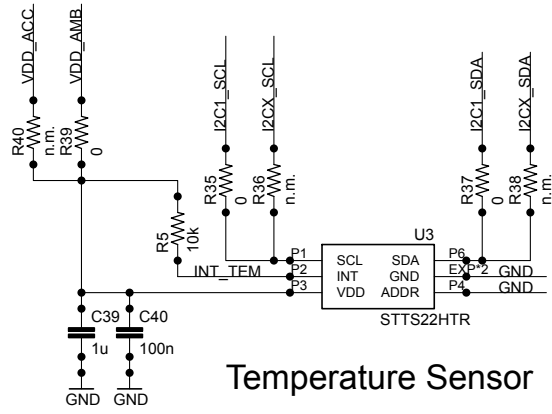 VDD_ACC
VDD_AMB
I2C1_SCL
I2CX_SCL
I2C1_SDA
I2CX_SDA
R40
n.m.
R39
0
R5
10k
R35
0
R36
n.m.
R37
0
R38
n.m.
U3
P1
SCL
SDA
P6
INT_TEM
P2
INT
GND
EXP*2
GND
P3
VDD
ADDR
P4
GND
STTS22HTR
C39
1u
C40
100n
GND
GND
Temperature Sensor